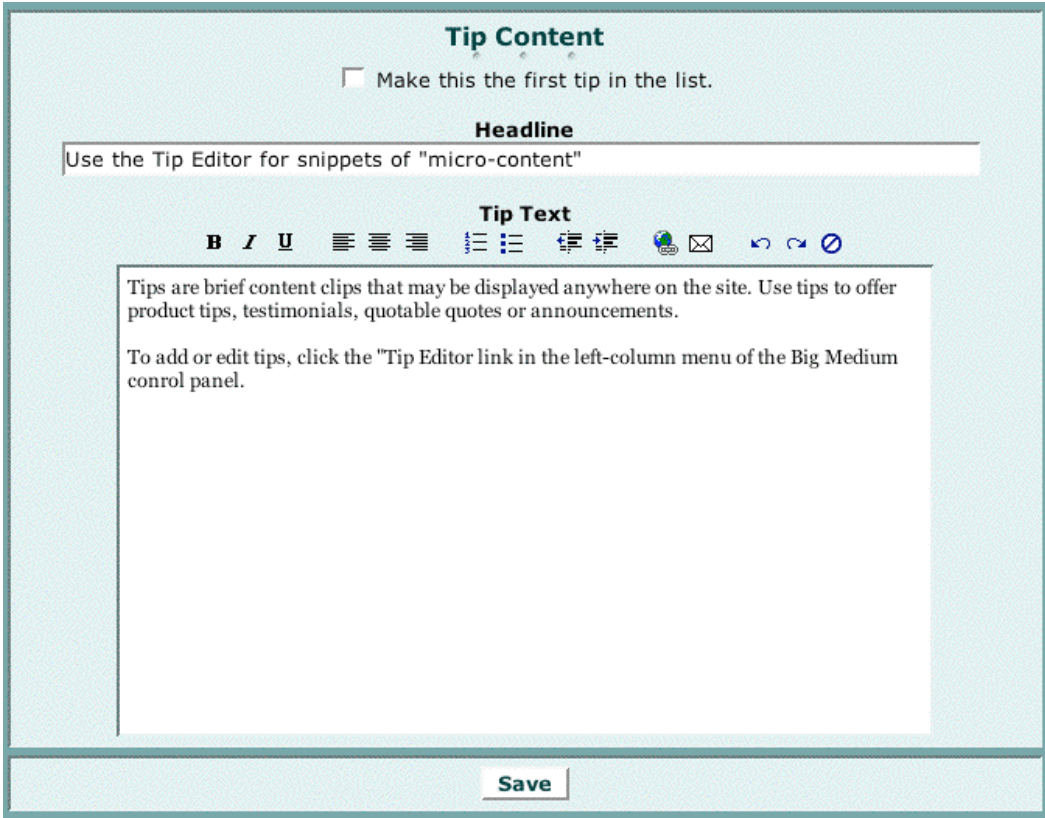 Tip Content
Make this the first tip in the list.
Headline
Use the Tip Editor for snippets of "micro-content"
Tip Text
B I U
Tips are brief content clips that may be displayed anywhere on the site. Use tips to offer
product tips, testimonials, quotable quotes or announcements.
To add or edit tips, click the "Tip Editor link in the left-column menu of the Big Medium
conrol panel.
Save